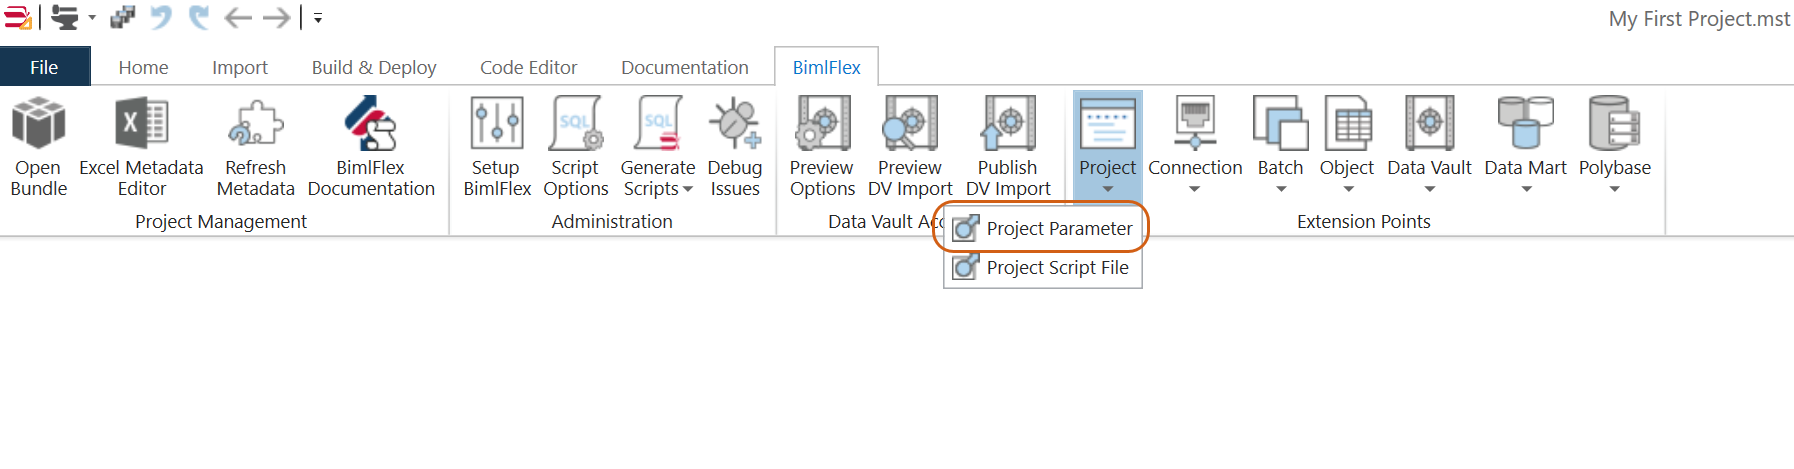 My First Project.mst
File Home Import Build & Deploy Code Editor Documentation BimlFlex
Open Bundle
Excel Metadata Editor
Refresh Metadata
BimlFlex Documentation
Setup BimlFlex
SQL
Script Options
SQL
Generate Scripts
Debug Issues
Preview Options
Preview DV Import
Publish DV Import
Project
Connection
Batch
Object
Data Vault
Data Mart
Polybase
Project Management
Administration
Data Vault Acc
Extension Points
Project Parameter
Project Script File